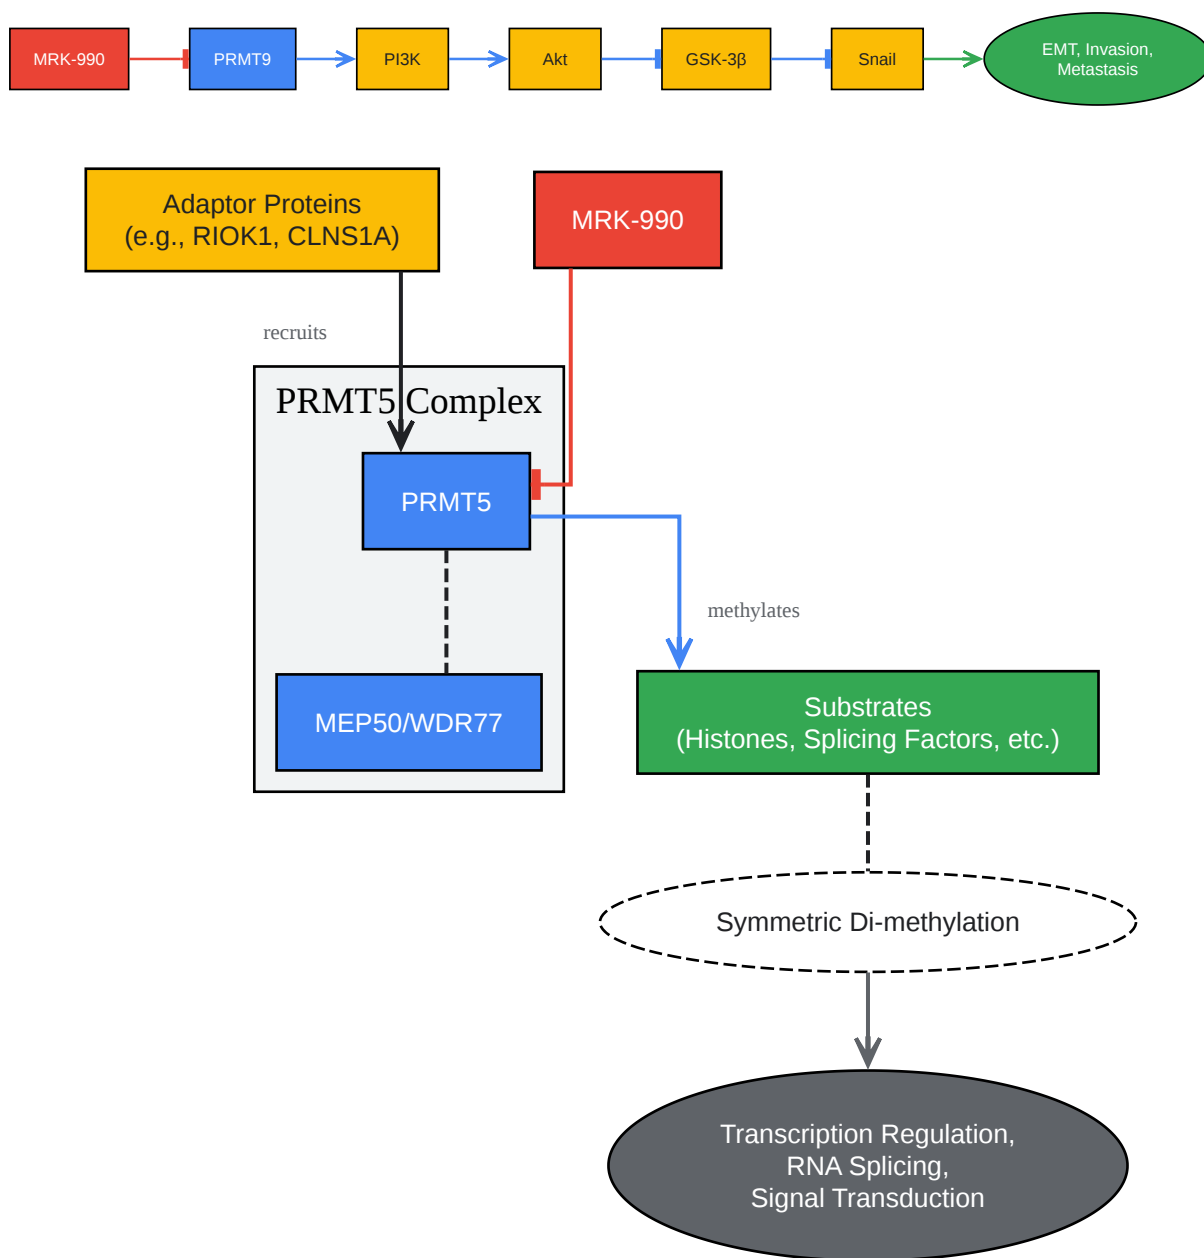 MRK-990
PRMT9
PI3K
Akt
GSK-3β
Snail
EMT, Invasion,
Metastasis
Adaptor Proteins
(e.g., RIOK1, CLNS1A)
MRK-990
recruits
PRMT5 Complex
PRMT5
methylates
MEP50/WDR77
Substrates
(Histones, Splicing Factors, etc.)
Symmetric Di-methylation
Transcription Regulation,
RNA Splicing,
Signal Transduction